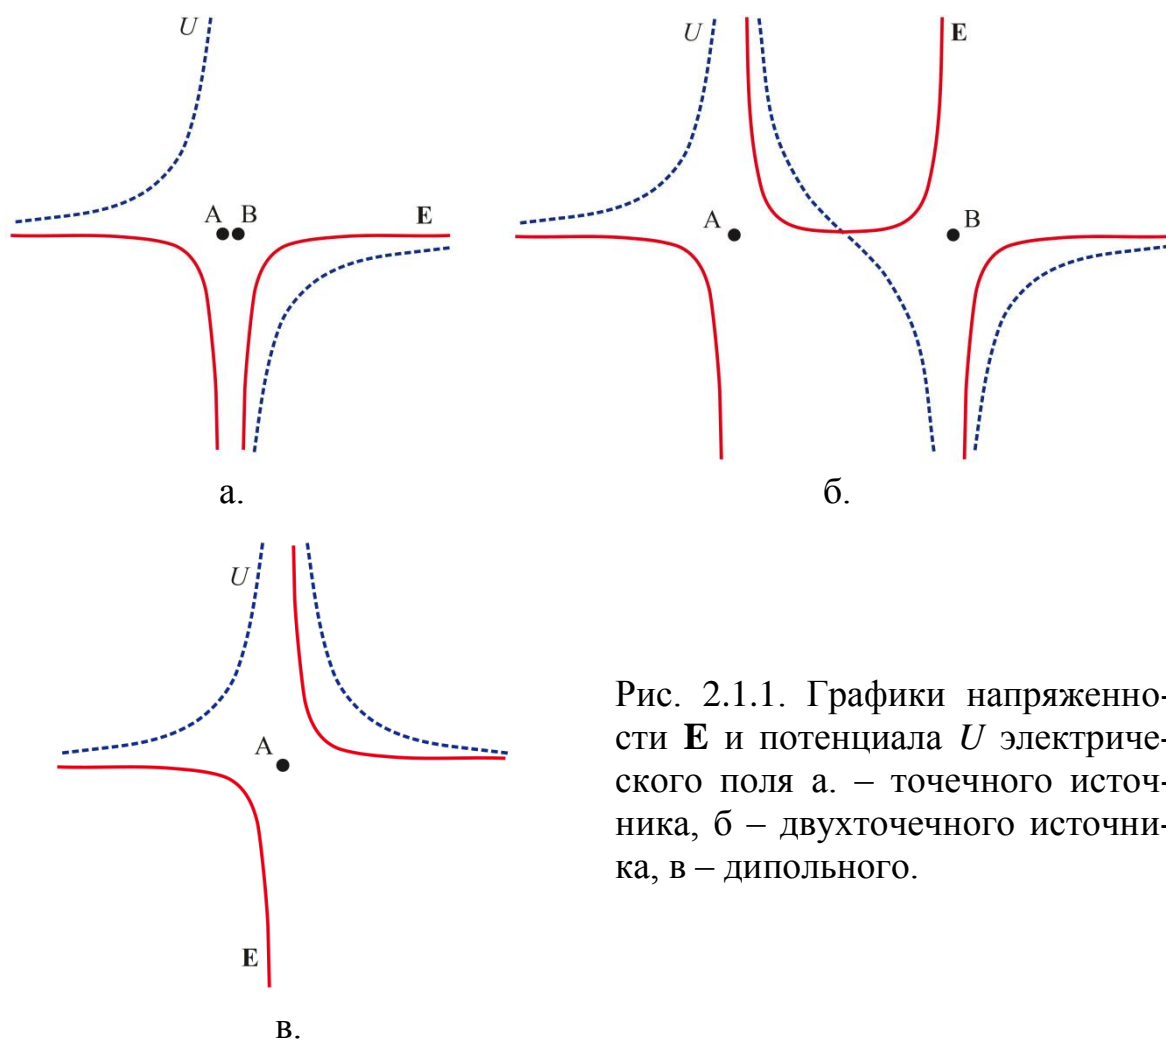 U
A B
E
а.
U
E
A
B
б.
U
A
E
в.
Рис. 2.1.1. Графики напряженно-
сти E и потенциала U электриче-
ского поля а. – точечного источ-
ника, б – двухточечного источни-
ка, в – дипольного.